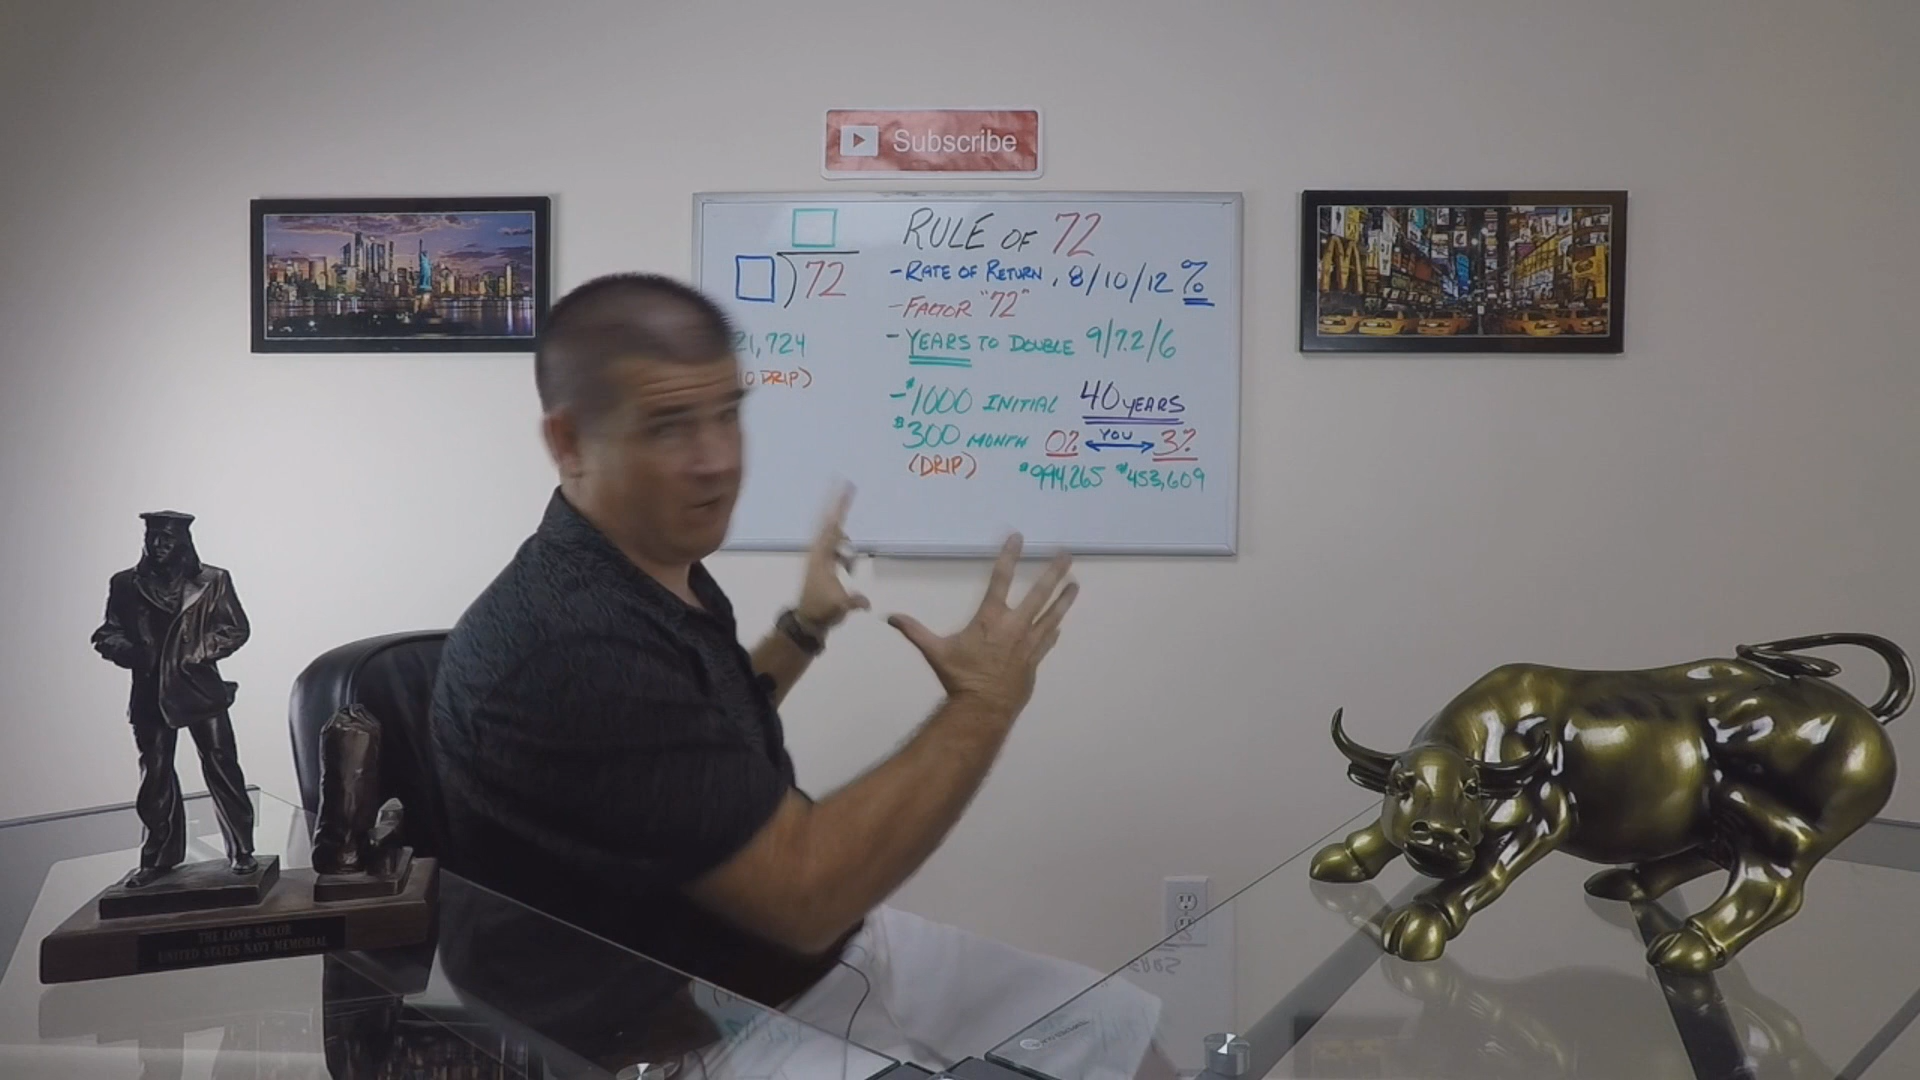 Subscribe
RULE OF 72
72
- RATE OF RETURN, 8/10/12 %
- FACTOR "72"
- YEARS TO DOUBLE 9/7.2/6
21,724
DRIP)
- $1000 INITIAL 40 YEARS
$300 MONTH 0% YOU 3%
(DRIP) $994,265 $453,609
THE LONE SAILOR
UNITED STATES NAVY MEMORIAL